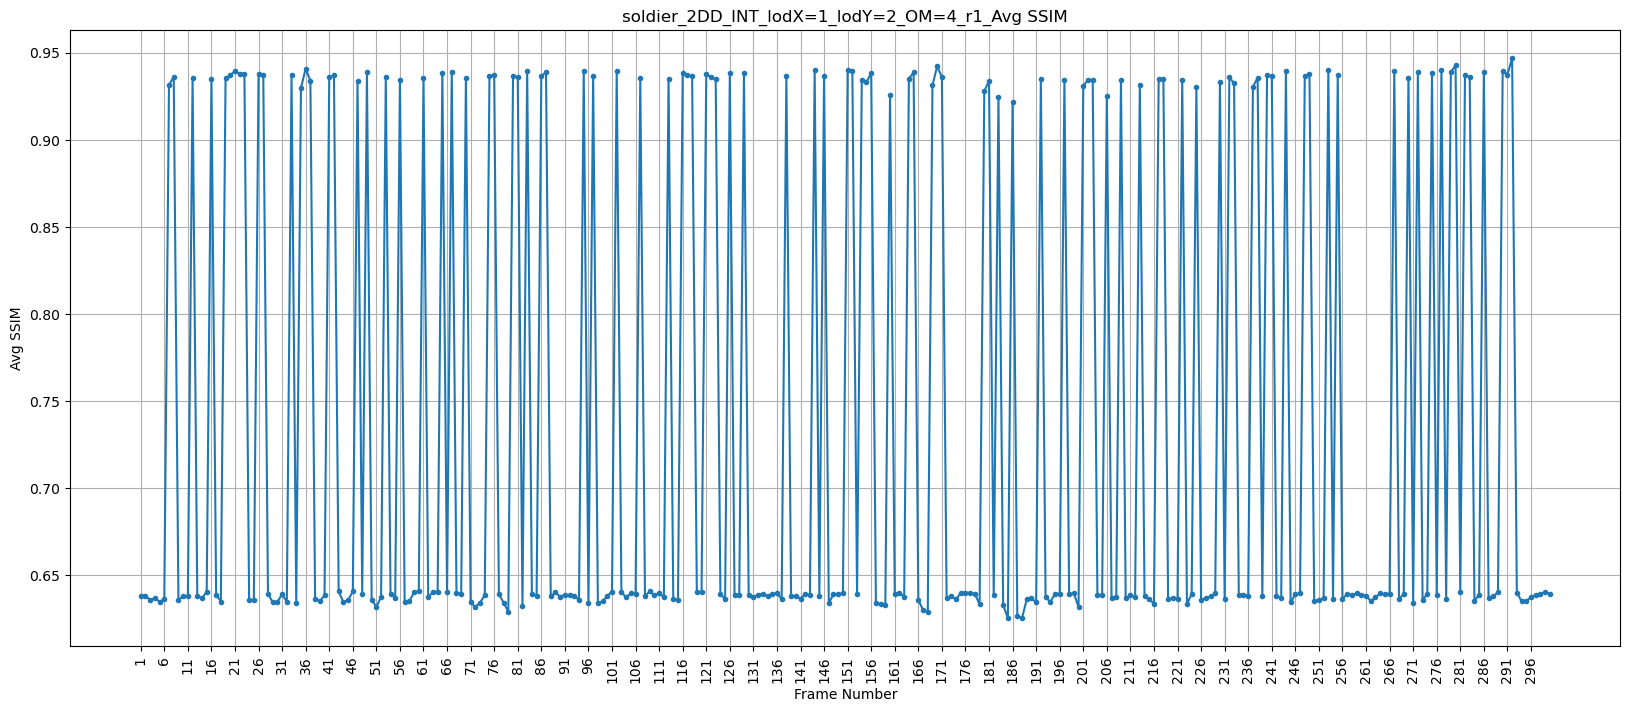 soldier_2DD_INT_lodX=1_lodY=2_OM=4_r1_Avg SSIM
Avg SSIM
0.95
0.90
0.85
0.80
0.75
0.70
0.65
1 6 11 16 21 26 31 36 41 46 51 56 61 66 71 76 81 86 91 96 101 106 111 116 121 126 131 136 141 146 151 156 161 166 171 176 181 186 191 196 201 206 211 216 221 226 231 236 241 246 251 256 261 266 271 276 281 286 291 296
Frame Number